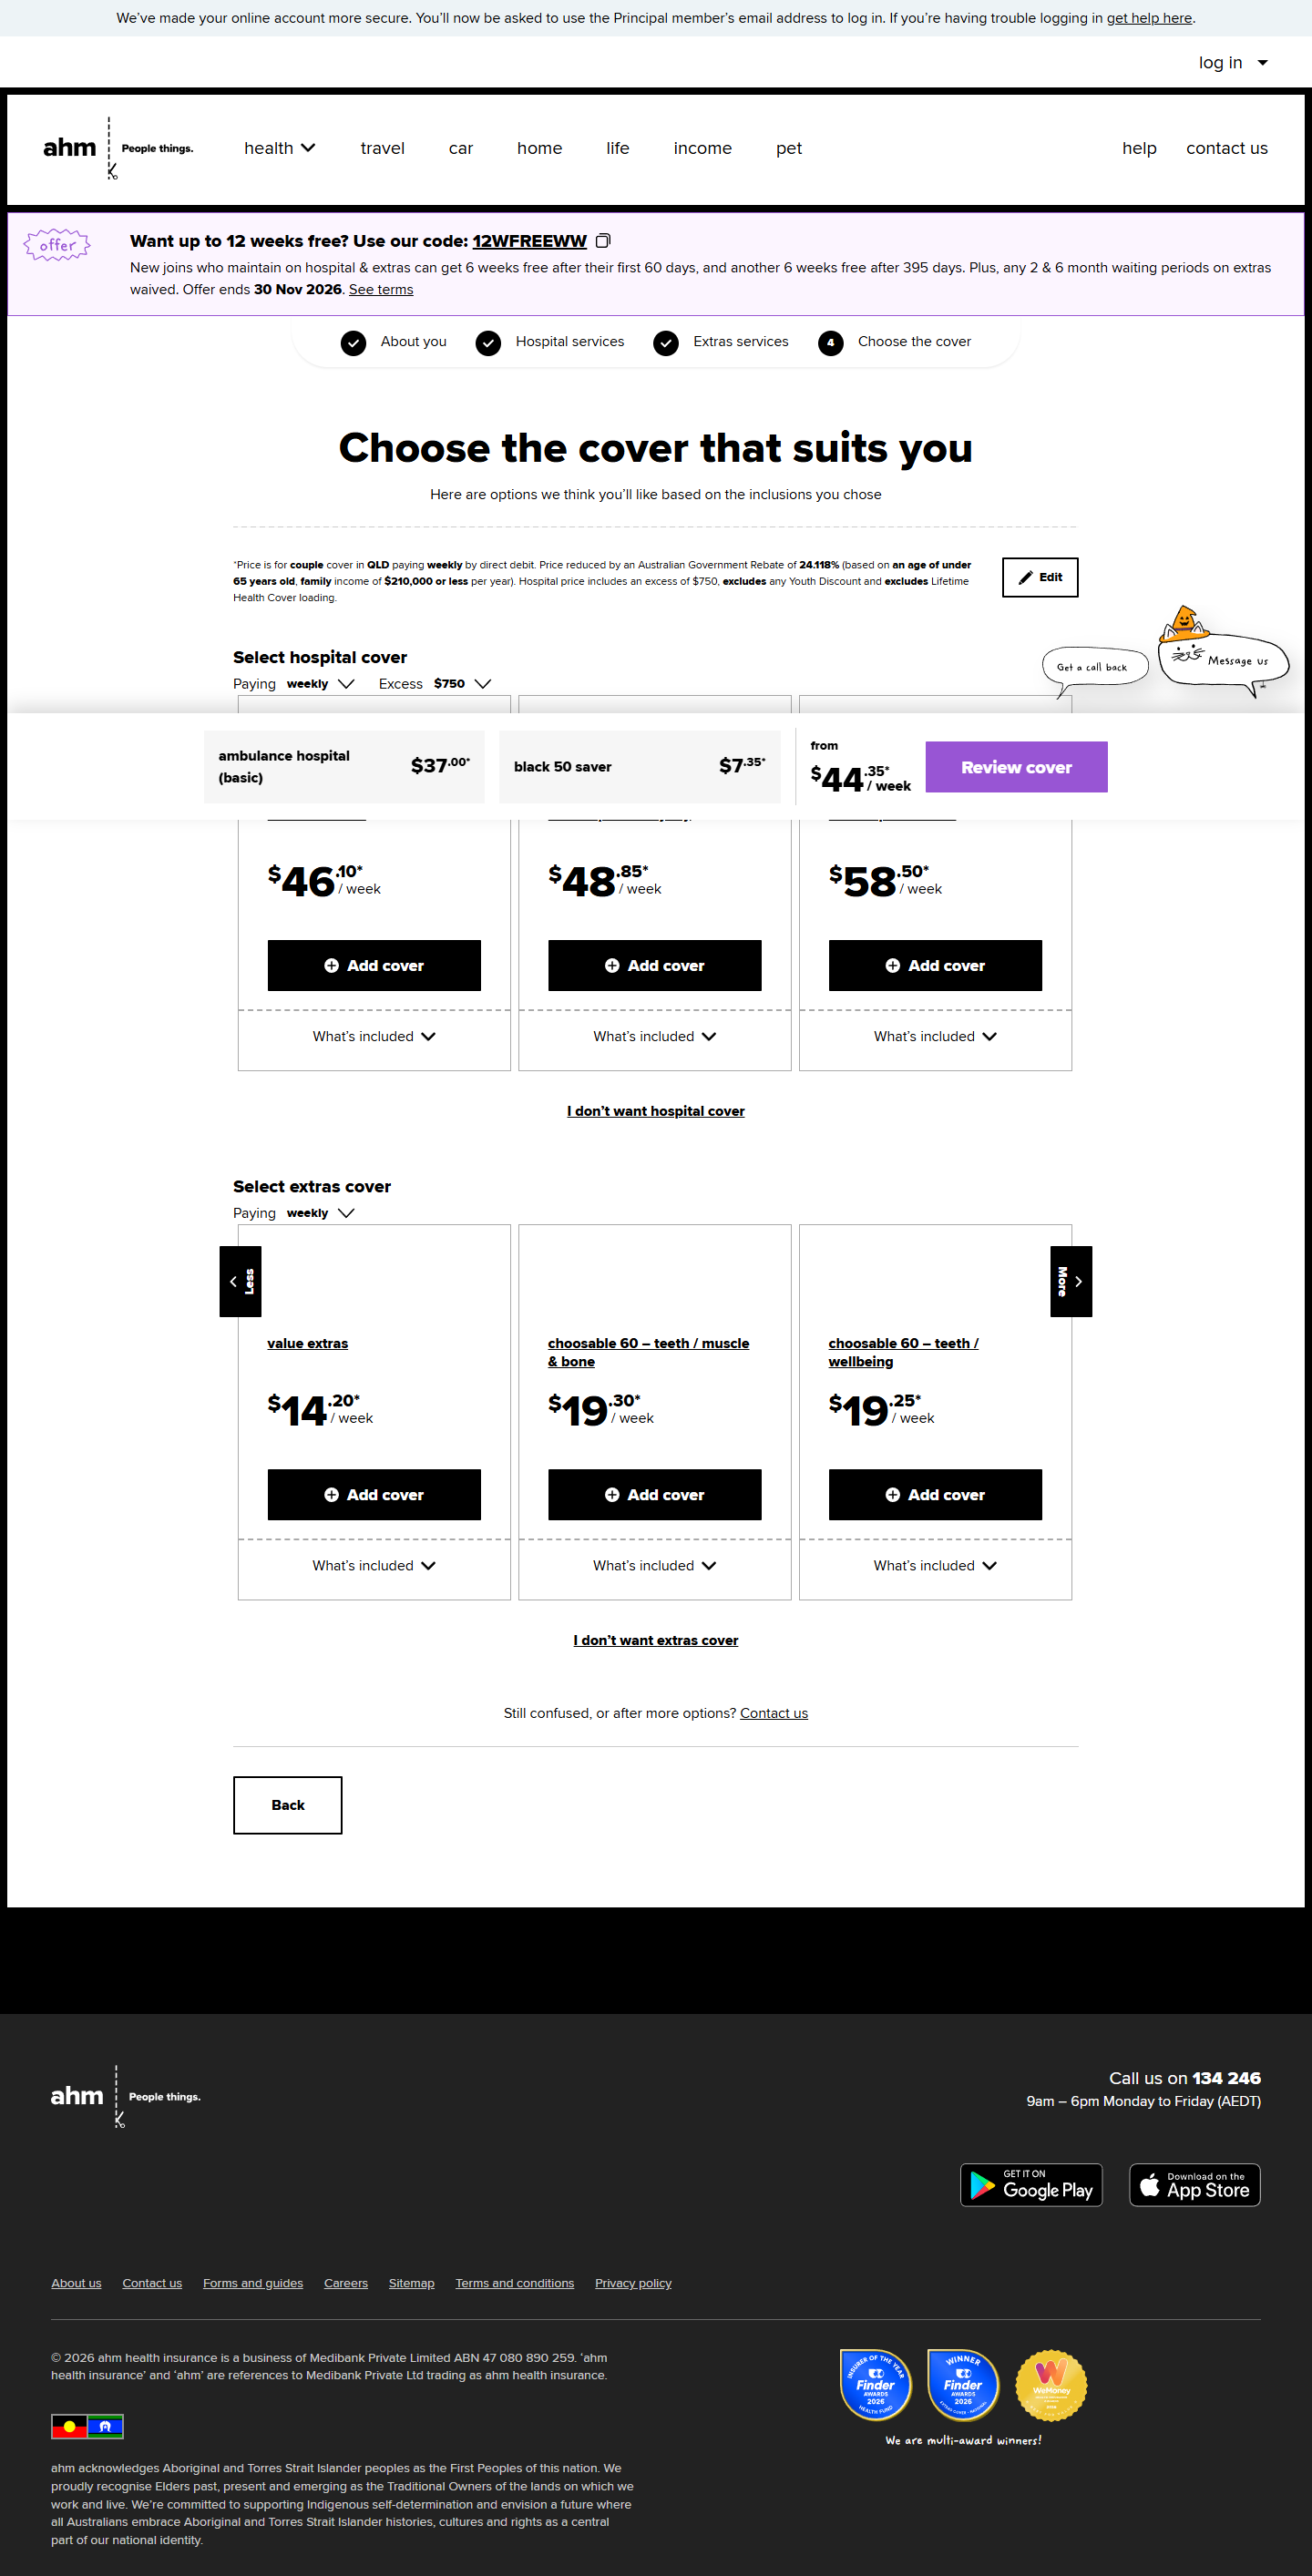 We've made your online account more secure. You'll now be asked to use the Principal member's email address to log in. If you're having trouble logging in get help here.
log in
ahm People things.
health travel car home life income pet help contact us
offer
Want up to 12 weeks free? Use our code: 12WFREEWW
New joins who maintain on hospital & extras can get 6 weeks free after their first 60 days, and another 6 weeks free after 395 days. Plus, any 2 & 6 month waiting periods on extras
waived. Offer ends 30 Nov 2026. See terms
About you Hospital services Extras services 4 Choose the cover
Choose the cover that suits you
Here are options we think you'll like based on the inclusions you chose
*Price is for couple cover in QLD paying weekly by direct debit. Price reduced by an Australian Government Rebate of 24.118% (based on an age of under
65 years old, family income of $210,000 or less per year). Hospital price includes an excess of $750, excludes any Youth Discount and excludes Lifetime
Health Cover loading.
Edit
Select hospital cover
Get a call back
Message us
Paying weekly Excess $750
ambulance hospital
(basic)
$37.00*
black 50 saver
$7.35*
from
$44.35* / week
Review cover
$46.10* / week
$48.85* / week
$58.50* / week
Add cover Add cover Add cover
What's included What's included What's included
I don't want hospital cover
Select extras cover
Paying weekly
Less
More
value extras
choosable 60 – teeth / muscle
& bone
choosable 60 – teeth /
wellbeing
$14.20* / week
$19.30* / week
$19.25* / week
Add cover Add cover Add cover
What's included What's included What's included
I don't want extras cover
Still confused, or after more options? Contact us
Back
ahm People things.
Call us on 134 246
9am – 6pm Monday to Friday (AEDT)
GET IT ON
Google Play
Download on the
App Store
About us Contact us Forms and guides Careers Sitemap Terms and conditions Privacy policy
© 2026 ahm health insurance is a business of Medibank Private Limited ABN 47 080 890 259. 'ahm
health insurance' and 'ahm' are references to Medibank Private Ltd trading as ahm health insurance.
INSURER OF THE YEAR
Finder
AWARDS
2026
HEALTH FUND
WINNER
Finder
AWARDS
2026
WeMoney
We are multi-award winners!
ahm acknowledges Aboriginal and Torres Strait Islander peoples as the First Peoples of this nation. We
proudly recognise Elders past, present and emerging as the Traditional Owners of the lands on which we
work and live. We're committed to supporting Indigenous self-determination and envision a future where
all Australians embrace Aboriginal and Torres Strait Islander histories, cultures and rights as a central
part of our national identity.